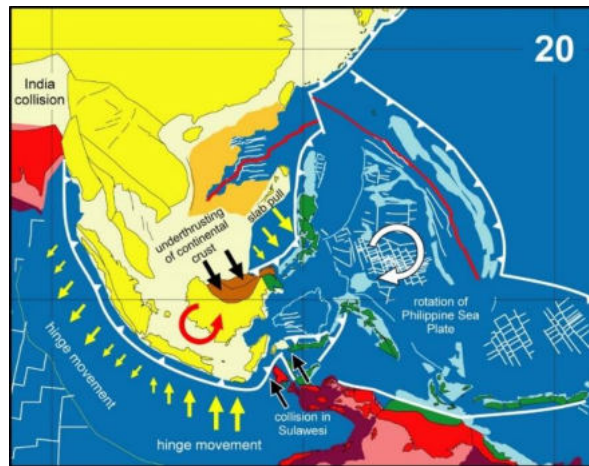 20
India
collision
slab pull
underthrusting
of continental
crust
rotation of
Philippine Sea
Plate
hinge movement
collision in
Sulawesi
hinge movement